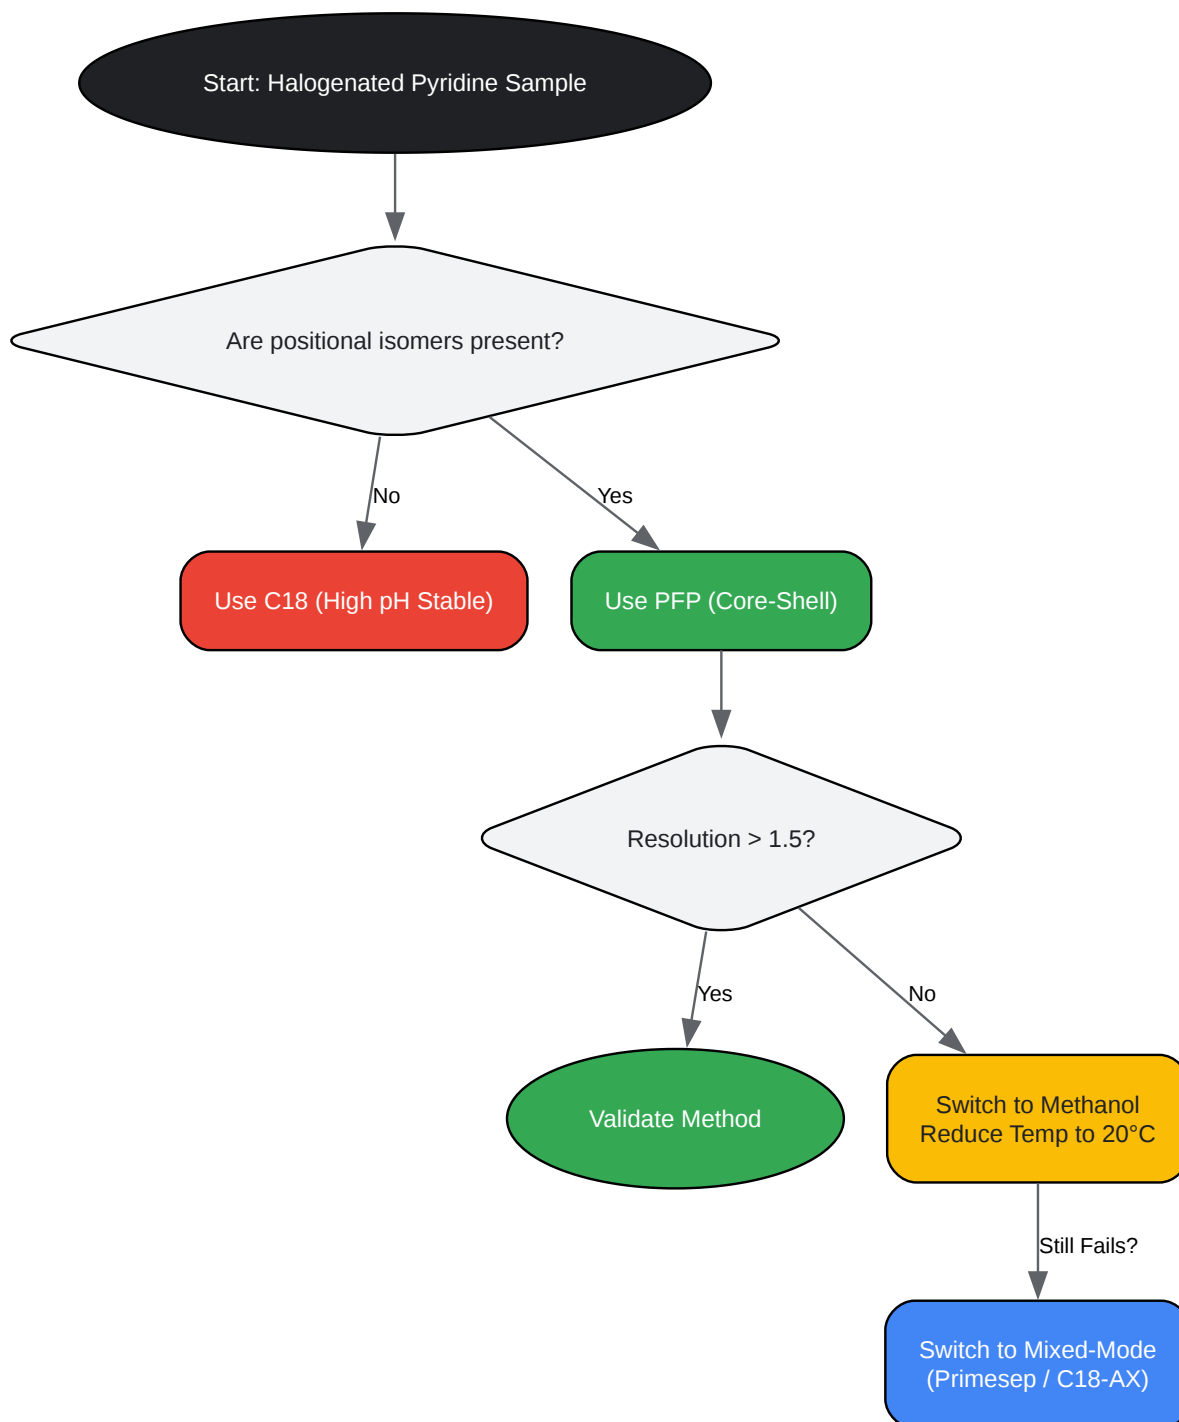 Start: Halogenated Pyridine Sample
Are positional isomers present?
No
Yes
Use C18 (High pH Stable)
Use PFP (Core-Shell)
Resolution > 1.5?
Yes
No
Validate Method
Switch to Methanol
Reduce Temp to 20°C
Still Fails?
Switch to Mixed-Mode
(Primesep / C18-AX)